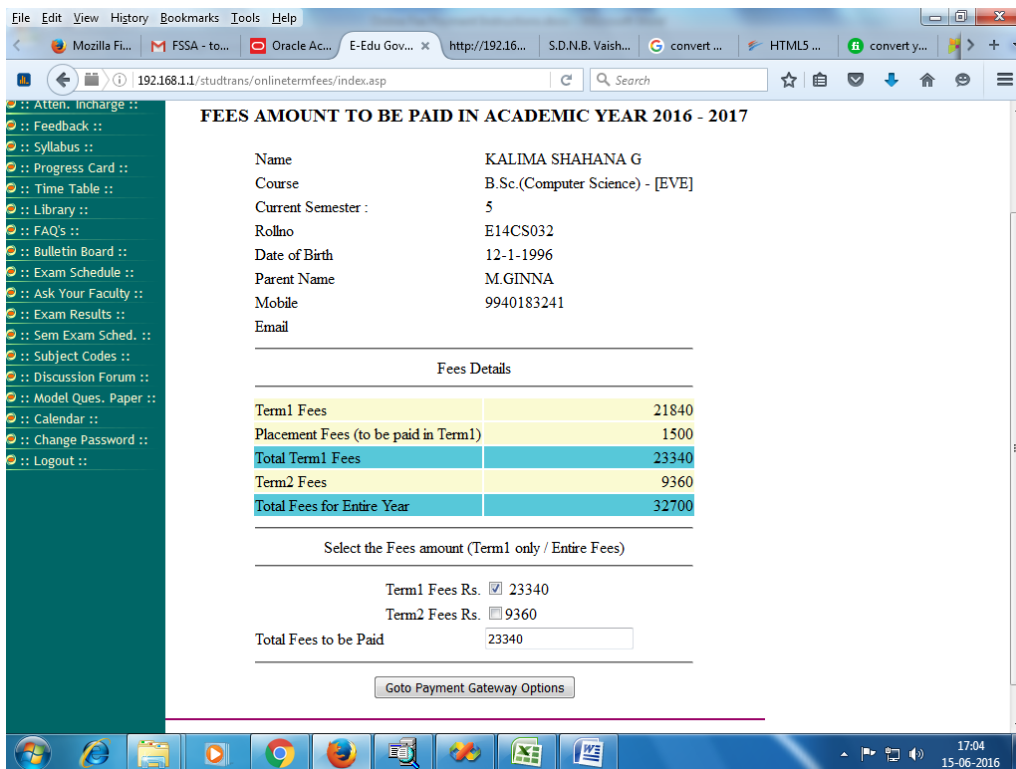 File Edit View History Bookmarks Tools Help
Mozilla Fi... FSSA - to... Oracle Ac... E-Edu Gov... × http://192.16... S.D.N.B. Vaish... convert ... HTML5 ... convert y...
192.168.1.1/studtrans/onlinetermfees/index.asp Search
:: Atten. Incharge ::
:: Feedback ::
:: Syllabus ::
:: Progress Card ::
:: Time Table ::
:: Library ::
:: FAQ's ::
:: Bulletin Board ::
:: Exam Schedule ::
:: Ask Your Faculty ::
:: Exam Results ::
:: Sem Exam Sched. ::
:: Subject Codes ::
:: Discussion Forum ::
:: Model Ques. Paper ::
:: Calendar ::
:: Change Password ::
:: Logout ::
FEES AMOUNT TO BE PAID IN ACADEMIC YEAR 2016 - 2017
Name KALIMA SHAHANA G
Course B.Sc.(Computer Science) - [EVE]
Current Semester : 5
Rollno E14CS032
Date of Birth 12-1-1996
Parent Name M.GINNA
Mobile 9940183241
Email
Fees Details
Term1 Fees 21840
Placement Fees (to be paid in Term1) 1500
Total Term1 Fees 23340
Term2 Fees 9360
Total Fees for Entire Year 32700
Select the Fees amount (Term1 only / Entire Fees)
Term1 Fees Rs. 23340
Term2 Fees Rs. 9360
Total Fees to be Paid 23340
Goto Payment Gateway Options
17:04
15-06-2016